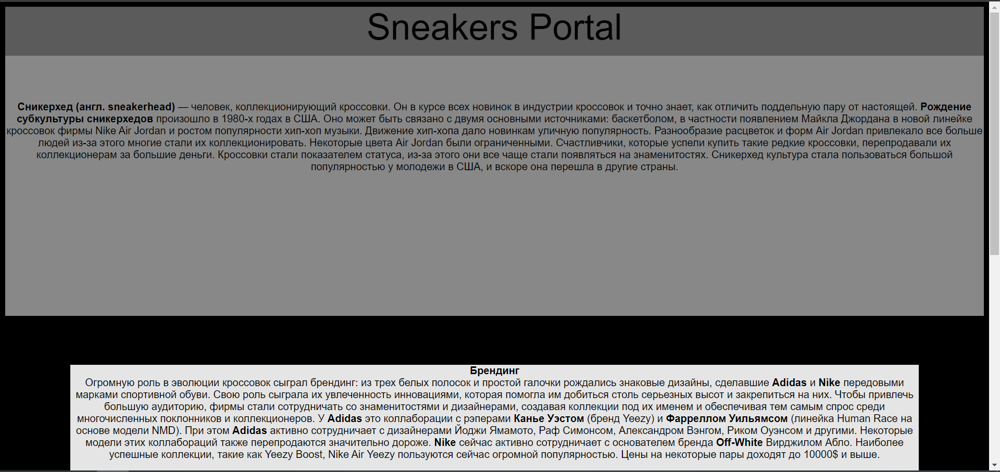 Sneakers Portal
Сникерхед (англ. sneakerhead) — человек, коллекционирующий кроссовки. Он в курсе всех новинок в индустрии кроссовок и точно знает, как отличить поддельную пару от настоящей. Рождение
субкультуры сникерхедов произошло в 1980-х годах в США. Оно может быть связано с двумя основными источниками: баскетболом, в частности появлением Майкла Джордана в новой линейке
кроссовок фирмы Nike Air Jordan и ростом популярности хип-хоп музыки. Движение хип-хопа дало новинкам уличную популярность. Разнообразие расцветок и форм Air Jordan привлекало все больше
людей из-за этого многие стали их коллекционировать. Некоторые цвета Air Jordan были ограниченными. Счастливчики, которые успели купить такие редкие кроссовки, перепродавали их
коллекционерам за большие деньги. Кроссовки стали показателем статуса, из-за этого они все чаще стали появляться на знаменитостях. Сникерхед культура стала пользоваться большой
популярностью у молодежи в США, и вскоре она перешла в другие страны.
Брендинг
Огромную роль в эволюции кроссовок сыграл брендинг: из трех белых полосок и простой галочки рождались знаковые дизайны, сделавшие Adidas и Nike передовыми
марками спортивной обуви. Свою роль сыграла их увлеченность инновациями, которая помогла им добиться столь серьезных высот и закрепиться на них. Чтобы привлечь
большую аудиторию, фирмы стали сотрудничать со знаменитостями и дизайнерами, создавая коллекции под их именем и обеспечивая тем самым спрос среди
многочисленных поклонников и коллекционеров. У Adidas это коллаборации с рэперами Канье Уэстом (бренд Yeezy) и Фарреллом Уильямсом (линейка Human Race на
основе модели NMD). При этом Adidas активно сотрудничает с дизайнерами Йоджи Ямамото, Раф Симонсом, Александром Вэнгом, Риком Оуэнсом и другими. Некоторые
модели этих коллабораций также перепродаются значительно дороже. Nike сейчас активно сотрудничает с основателем бренда Off-White Вирджилом Абло. Наиболее
успешные коллекции, такие как Yeezy Boost, Nike Air Yeezy пользуются сейчас огромной популярностью. Цены на некоторые пары доходят до 10000$ и выше.